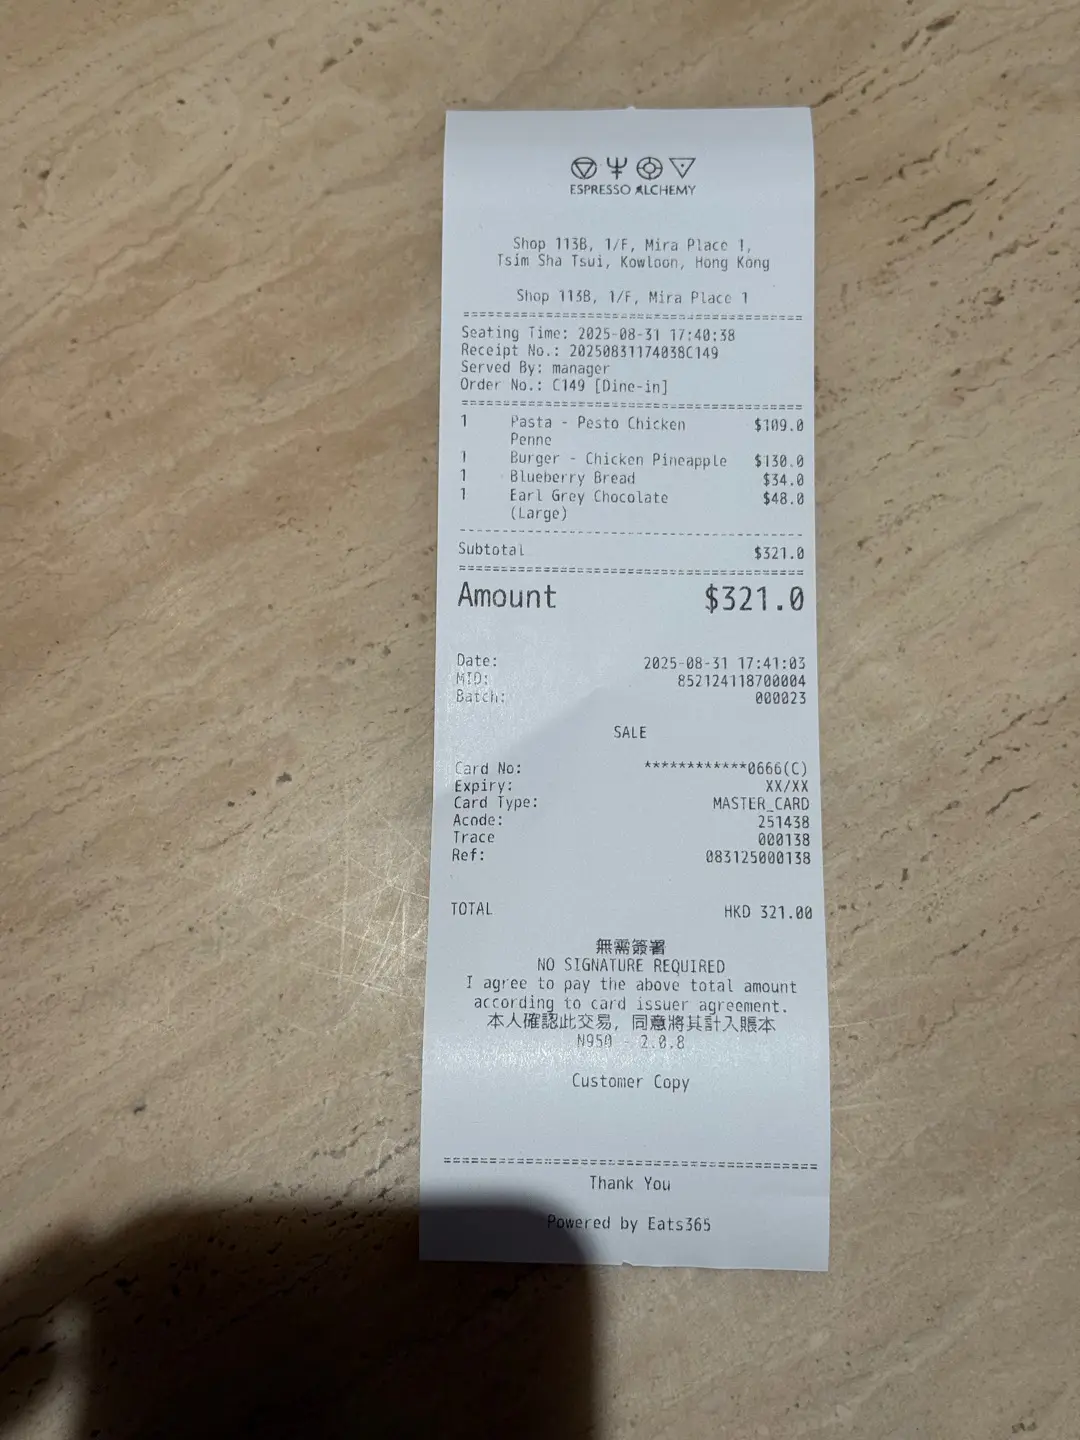 ESPRESSO ALCHEMY
Shop 113B, 1/F, Mira Place 1,
Tsim Sha Tsui, Kowloon, Hong Kong
Shop 113B, 1/F, Mira Place 1
Seating Time: 2025-08-31 17:40:38
Receipt No.: 20250831174038C149
Served By: manager
Order No.: C149 [Dine-in]
1 Pasta - Pesto Chicken $109.0
Penne
1 Burger - Chicken Pineapple $130.0
1 Blueberry Bread $34.0
1 Earl Grey Chocolate $48.0
(Large)
Subtotal $321.0
Amount $321.0
Date: 2025-08-31 17:41:03
MID: 852124118700004
Batch: 000023
SALE
Card No: ************0666(C)
Expiry: XX/XX
Card Type: MASTER_CARD
Acode: 251438
Trace 000138
Ref: 083125000138
TOTAL HKD 321.00
無需簽署
NO SIGNATURE REQUIRED
I agree to pay the above total amount
according to card issuer agreement.
本人確認此交易, 同意將其計入賬本
N950 - 2.0.8
Customer Copy
Thank You
Powered by Eats365